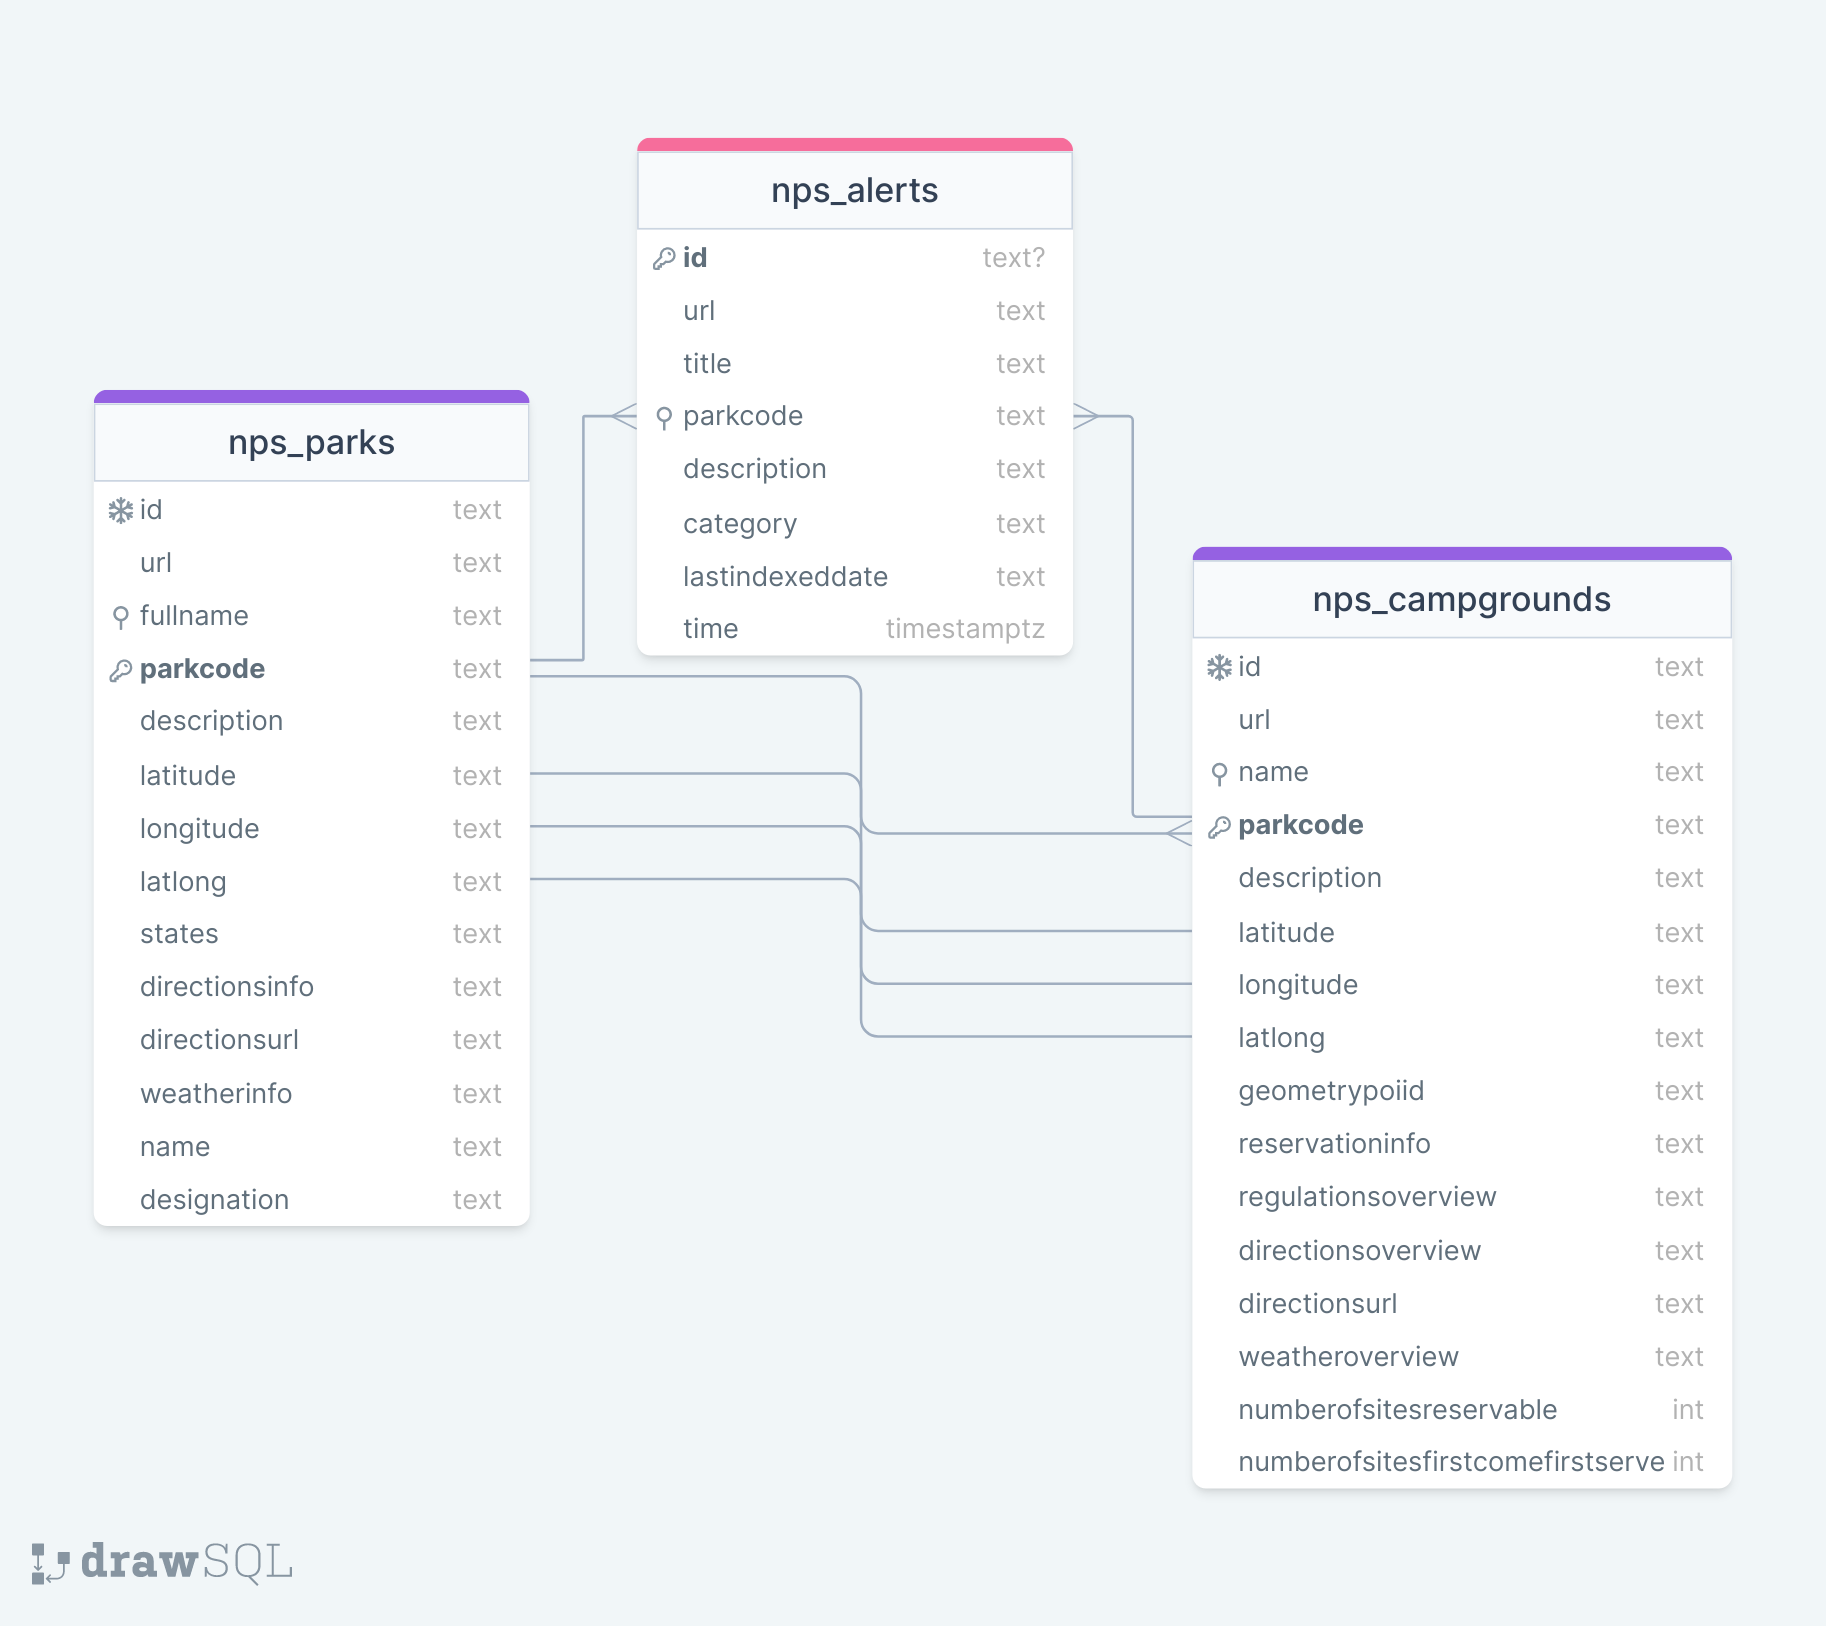 nps_alerts
id text?
url text
title text
parkcode text
description text
category text
lastindexeddate text
time timestamptz
nps_parks
id text
url text
fullname text
parkcode text
description text
latitude text
longitude text
latlong text
states text
directionsinfo text
directionsurl text
weatherinfo text
name text
designation text
nps_campgrounds
id text
url text
name text
parkcode text
description text
latitude text
longitude text
latlong text
geometrypoiid text
reservationinfo text
regulationsoverview text
directionsoverview text
directionsurl text
weatheroverview text
numberofsitesreservable int
numberofsitesfirstcomefirstserve int
drawSQL